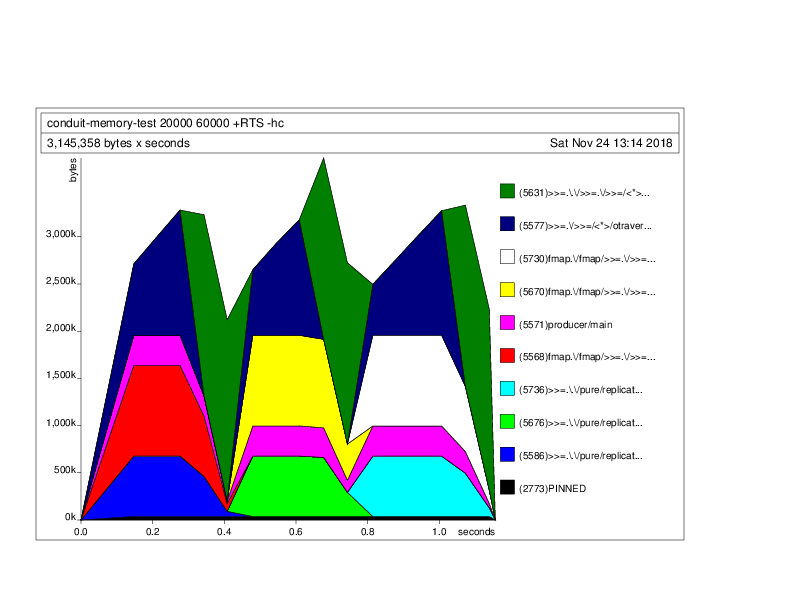 conduit-memory-test 20000 60000 +RTS -hc
3,145,358 bytes x seconds Sat Nov 24 13:14 2018
bytes
3,000k
2,500k
2,000k
1,500k
1,000k
500k
0k
0.0 0.2 0.4 0.6 0.8 1.0 seconds
(5631)>>=.\.\/>>=.\/>>=/<*>...
(5577)>>=.\/>>=/<*>/otraver...
(5730)fmap.\/fmap/>>=.\/>>=...
(5670)fmap.\/fmap/>>=.\/>>=...
(5571)producer/main
(5568)fmap.\/fmap/>>=.\/>>=...
(5736)>>=.\.\/pure/replicat...
(5676)>>=.\.\/pure/replicat...
(5586)>>=.\.\/pure/replicat...
(2773)PINNED